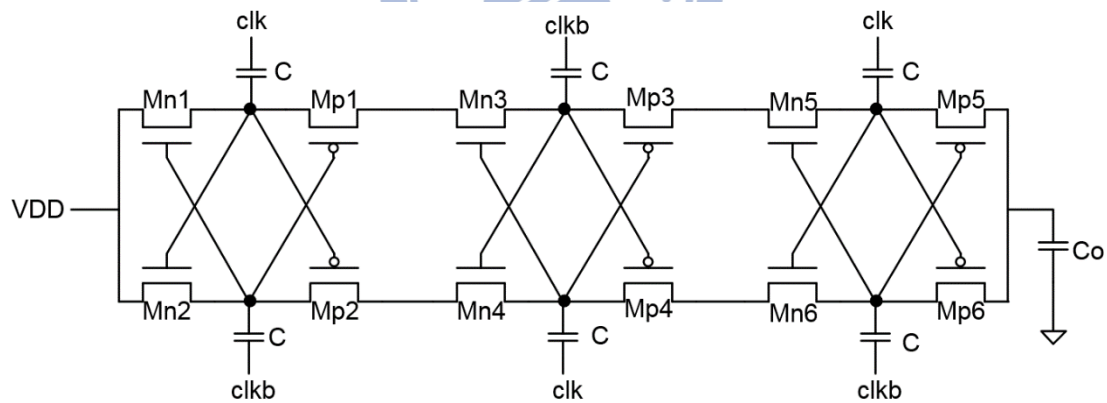 clk
clkb
clk
C
C
C
Mn1
Mp1
Mn3
Mp3
Mn5
Mp5
VDD
Co
Mn2
Mp2
Mn4
Mp4
Mn6
Mp6
C
C
C
clkb
clk
clkb